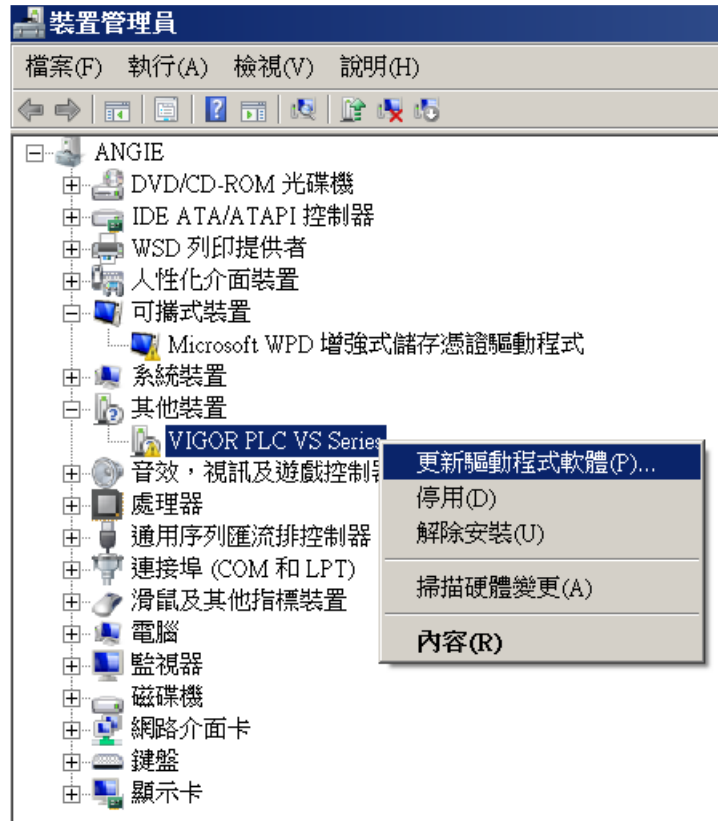 裝置管理員
檔案(F) 執行(A) 檢視(V) 說明(H)
ANGIE
DVD/CD-ROM 光碟機
IDE ATA/ATAPI 控制器
WSD 列印提供者
人性化介面裝置
可攜式裝置
Microsoft WPD 增強式儲存憑證驅動程式
系統裝置
其他裝置
VIGOR PLC VS Series
音效，視訊及遊戲控制
處理器
通用序列匯流排控制器
連接埠 (COM 和 LPT)
滑鼠及其他指標裝置
電腦
監視器
磁碟機
網路介面卡
鍵盤
顯示卡
更新驅動程式軟體(P)...
停用(D)
解除安裝(U)
掃描硬體變更(A)
內容(R)